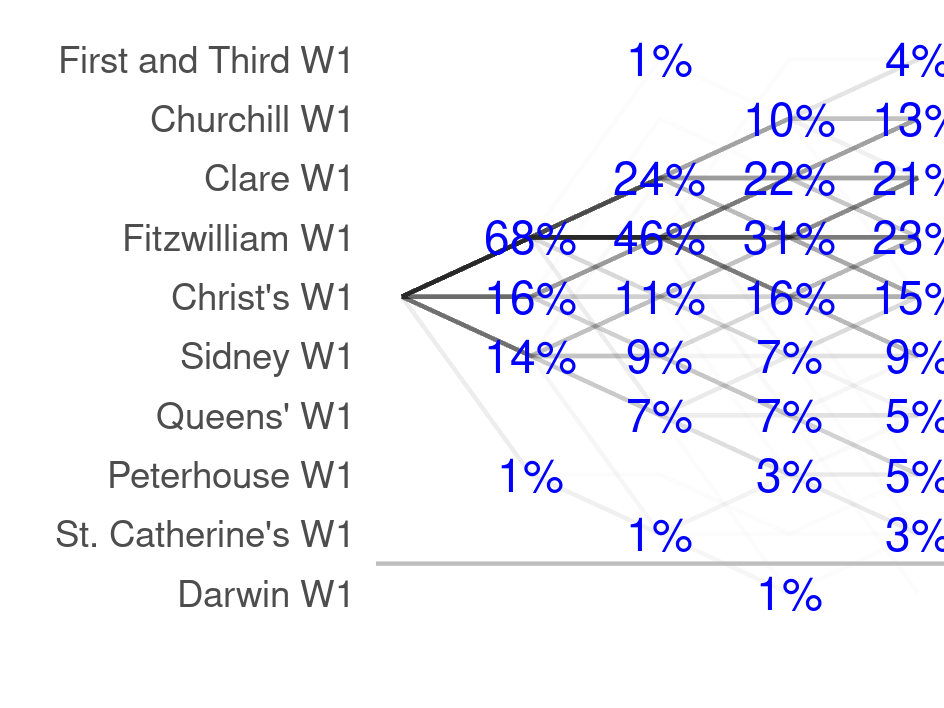 First and Third W1 1% 4%
Churchill W1 10% 13%
Clare W1 24% 22% 21%
Fitzwilliam W1 68% 46% 31% 23%
Christ's W1 16% 11% 16% 15%
Sidney W1 14% 9% 7% 9%
Queens' W1 7% 7% 5%
Peterhouse W1 1% 3% 5%
St. Catherine's W1 1% 3%
Darwin W1 1%